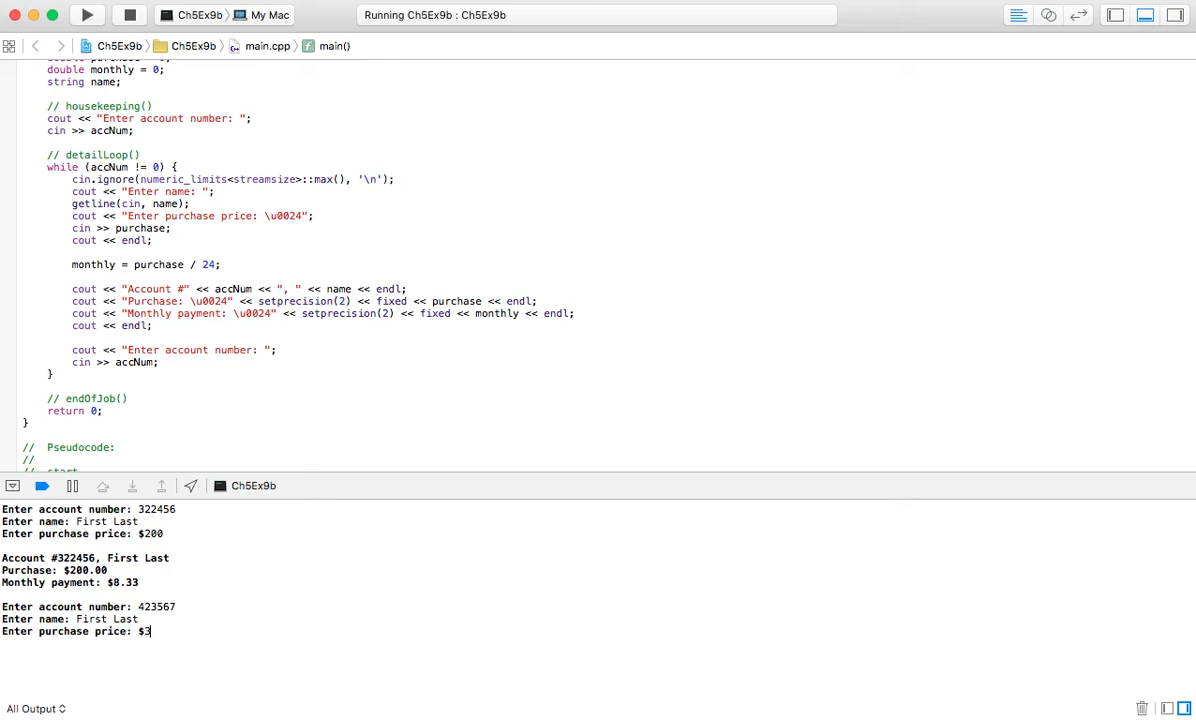 Ch5Ex9b My Mac Running Ch5Ex9b : Ch5Ex9b
Ch5Ex9b Ch5Ex9b main.cpp main()
double monthly = 0;
string name;
// housekeeping()
cout << "Enter account number: ";
cin >> accNum;
// detailLoop()
while (accNum != 0) {
cin.ignore(numeric_limits<streamsize>::max(), '\n');
cout << "Enter name: ";
getline(cin, name);
cout << "Enter purchase price: \u0024";
cin >> purchase;
cout << endl;
monthly = purchase / 24;
cout << "Account #" << accNum << ", " << name << endl;
cout << "Purchase: \u0024" << setprecision(2) << fixed << purchase << endl;
cout << "Monthly payment: \u0024" << setprecision(2) << fixed << monthly << endl;
cout << endl;
cout << "Enter account number: ";
cin >> accNum;
}
// endOfJob()
return 0;
}
// Pseudocode:
//
// start
Ch5Ex9b
Enter account number: 322456
Enter name: First Last
Enter purchase price: $200
Account #322456, First Last
Purchase: $200.00
Monthly payment: $8.33
Enter account number: 423567
Enter name: First Last
Enter purchase price: $3
All Output